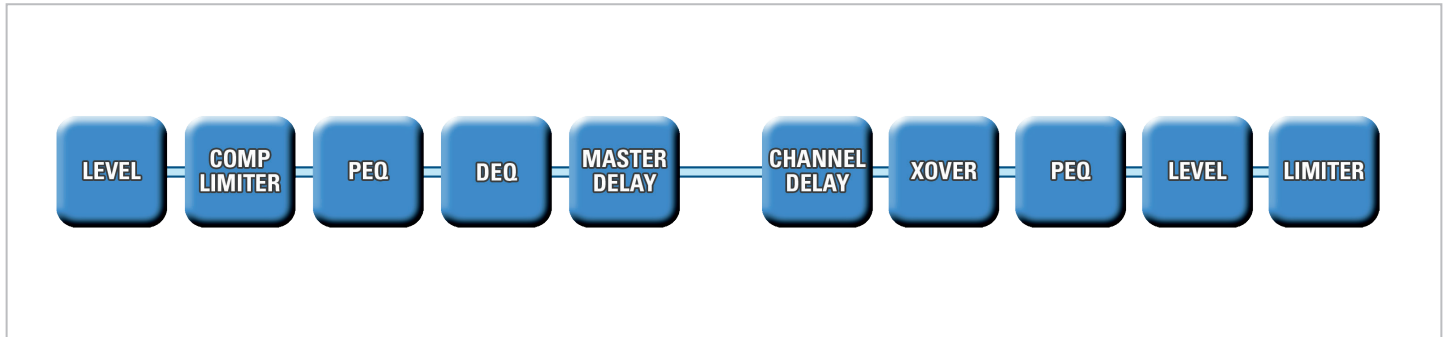 LEVEL
COMP
LIMITER
PEQ
DEQ
MASTER
DELAY
CHANNEL
DELAY
XOVER
PEQ
LEVEL
LIMITER